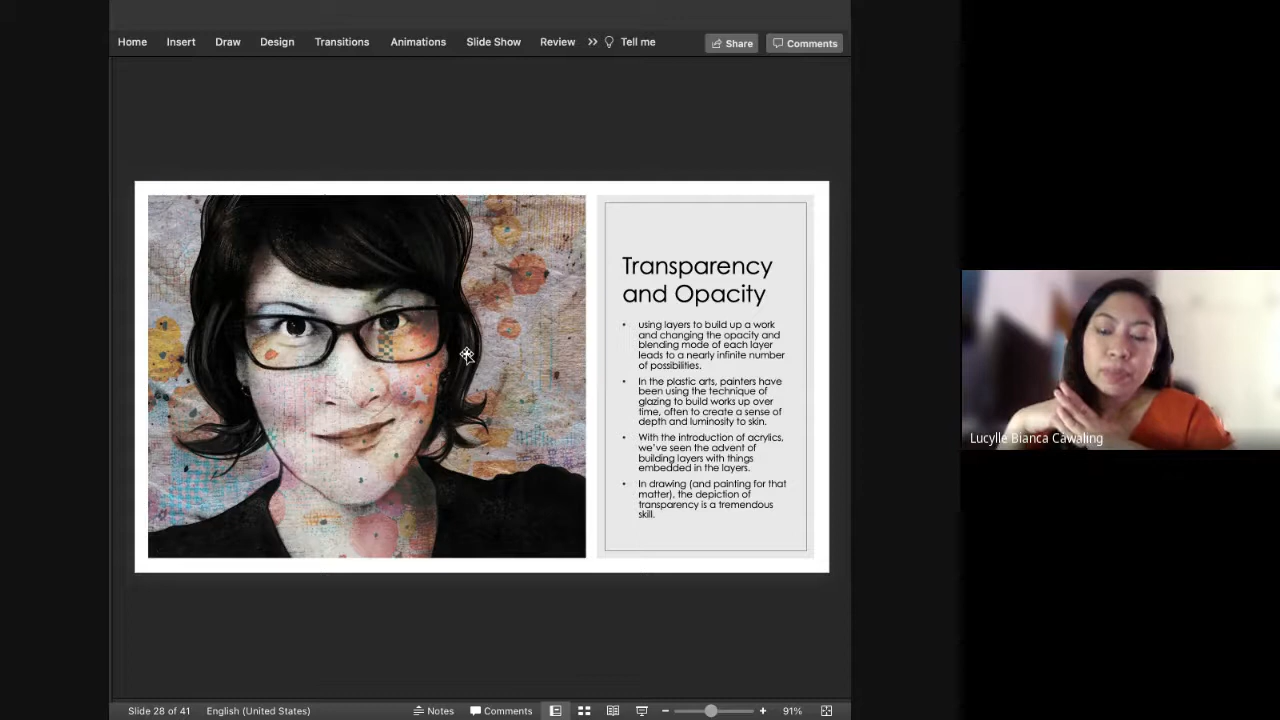 Home Insert Draw Design Transitions Animations Slide Show Review >> Tell me Share Comments
Transparency
and Opacity
• using layers to build up a work
and changing the opacity and
blending mode of each layer
leads to a nearly infinite number
of possibilities.
• In the plastic arts, painters have
been using the technique of
glazing to build works up over
time, often to create a sense of
depth and luminosity to skin.
• With the introduction of acrylics,
we've seen the advent of
building layers with things
embedded in the layers.
• In drawing (and painting for that
matter), the depiction of
transparency is a tremendous
skill.
Lucylle Bianca Cawaling
Slide 28 of 41 English (United States) Notes Comments 91%